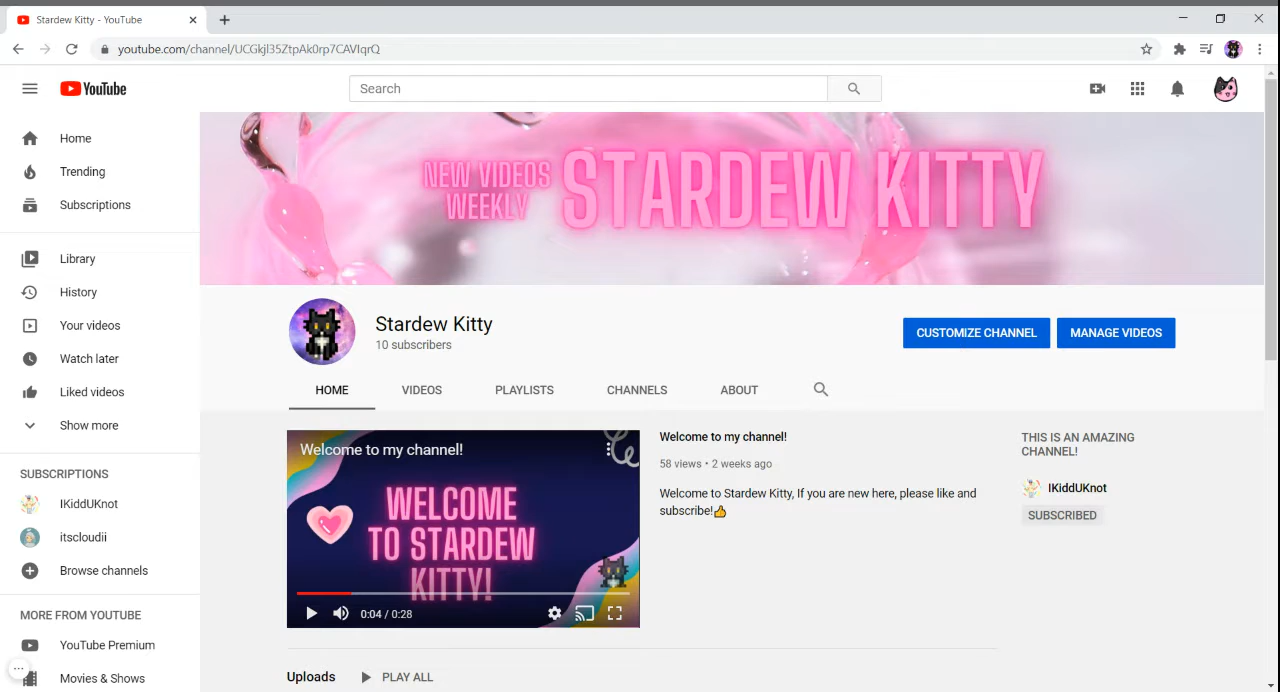 Stardew Kitty - YouTube
youtube.com/channel/UCGkjl35ZtpAk0rp7CAVIqrQ
YouTube
Search
Home
Trending
Subscriptions
Library
History
Your videos
Watch later
Liked videos
Show more
SUBSCRIPTIONS
IKiddUKnot
itscloudii
Browse channels
MORE FROM YOUTUBE
YouTube Premium
Movies & Shows
NEW VIDEOS
WEEKLY
STARDEW KITTY
Stardew Kitty
10 subscribers
CUSTOMIZE CHANNEL
MANAGE VIDEOS
HOME
VIDEOS
PLAYLISTS
CHANNELS
ABOUT
Welcome to my channel!
WELCOME
TO STARDEW
KITTY!
0:04 / 0:28
Welcome to my channel!
58 views • 2 weeks ago
Welcome to Stardew Kitty, If you are new here, please like and
subscribe!👍
THIS IS AN AMAZING
CHANNEL!
IKiddUKnot
SUBSCRIBED
Uploads
PLAY ALL